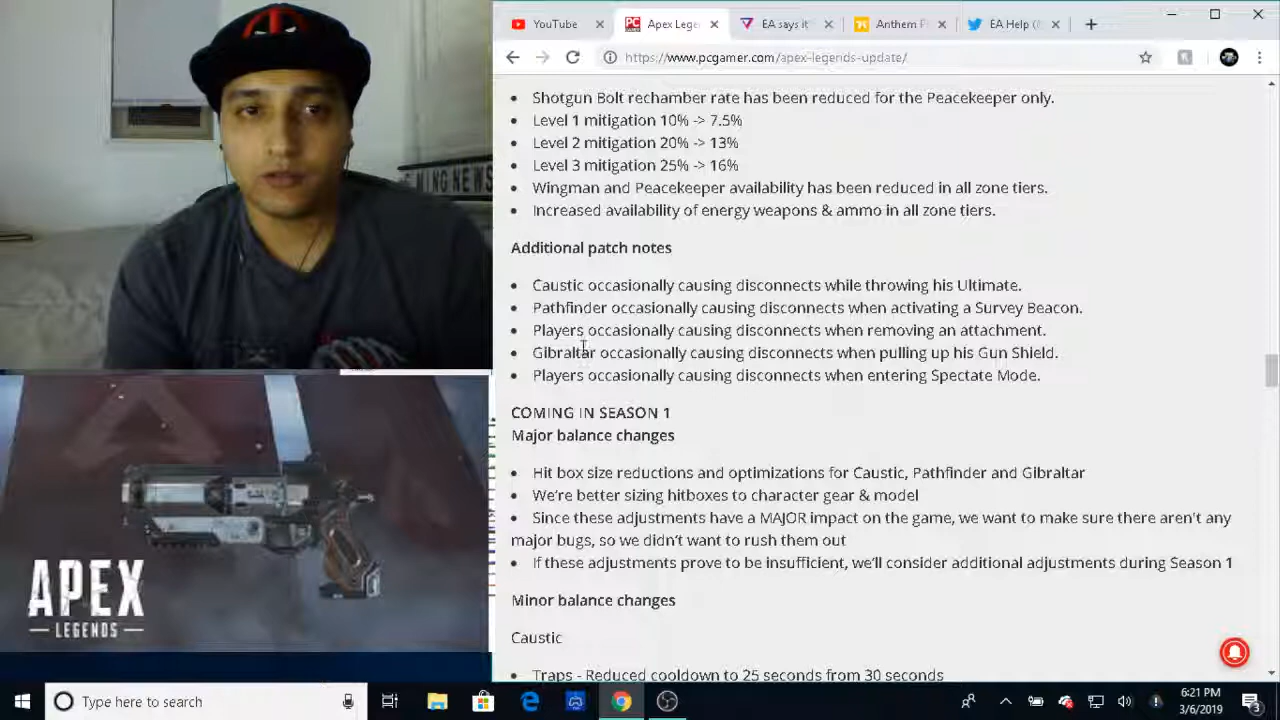 YouTube
Apex Lege
EA says it
Anthem P
EA Help (
https://www.pcgamer.com/apex-legends-update/
Shotgun Bolt rechamber rate has been reduced for the Peacekeeper only.
Level 1 mitigation 10% -> 7.5%
Level 2 mitigation 20% -> 13%
Level 3 mitigation 25% -> 16%
MING NEWS
Wingman and Peacekeeper availability has been reduced in all zone tiers.
Increased availability of energy weapons & ammo in all zone tiers.
Additional patch notes
Caustic occasionally causing disconnects while throwing his Ultimate.
Pathfinder occasionally causing disconnects when activating a Survey Beacon.
Players occasionally causing disconnects when removing an attachment.
Gibraltar occasionally causing disconnects when pulling up his Gun Shield.
Players occasionally causing disconnects when entering Spectate Mode.
COMING IN SEASON 1
Major balance changes
Hit box size reductions and optimizations for Caustic, Pathfinder and Gibraltar
We're better sizing hitboxes to character gear & model
Since these adjustments have a MAJOR impact on the game, we want to make sure there aren't any
major bugs, so we didn't want to rush them out
If these adjustments prove to be insufficient, we'll consider additional adjustments during Season 1
Minor balance changes
Caustic
Traps - Reduced cooldown to 25 seconds from 30 seconds
APEX
LEGENDS
Type here to search
3:21 PM
3/6/2019